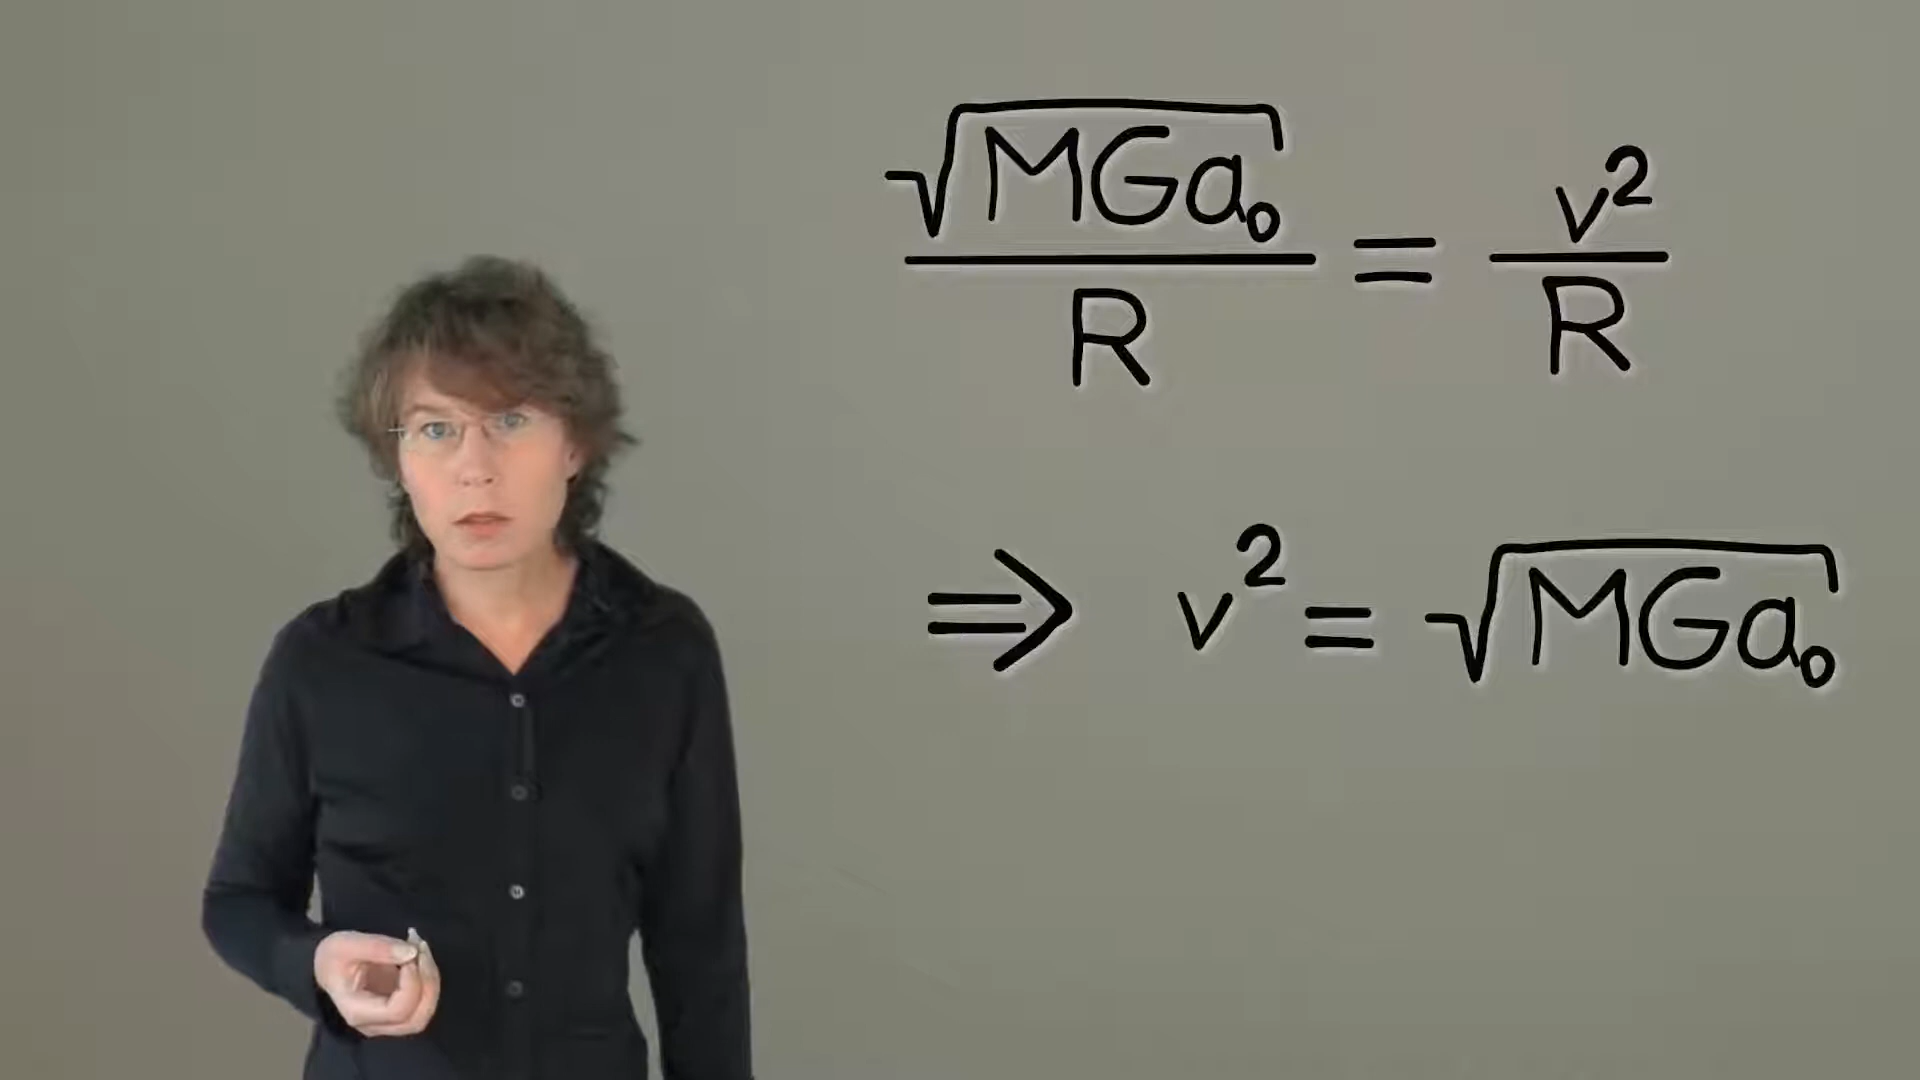 √MGa₀ / R = v² / R
⇒ v² = √MGa₀